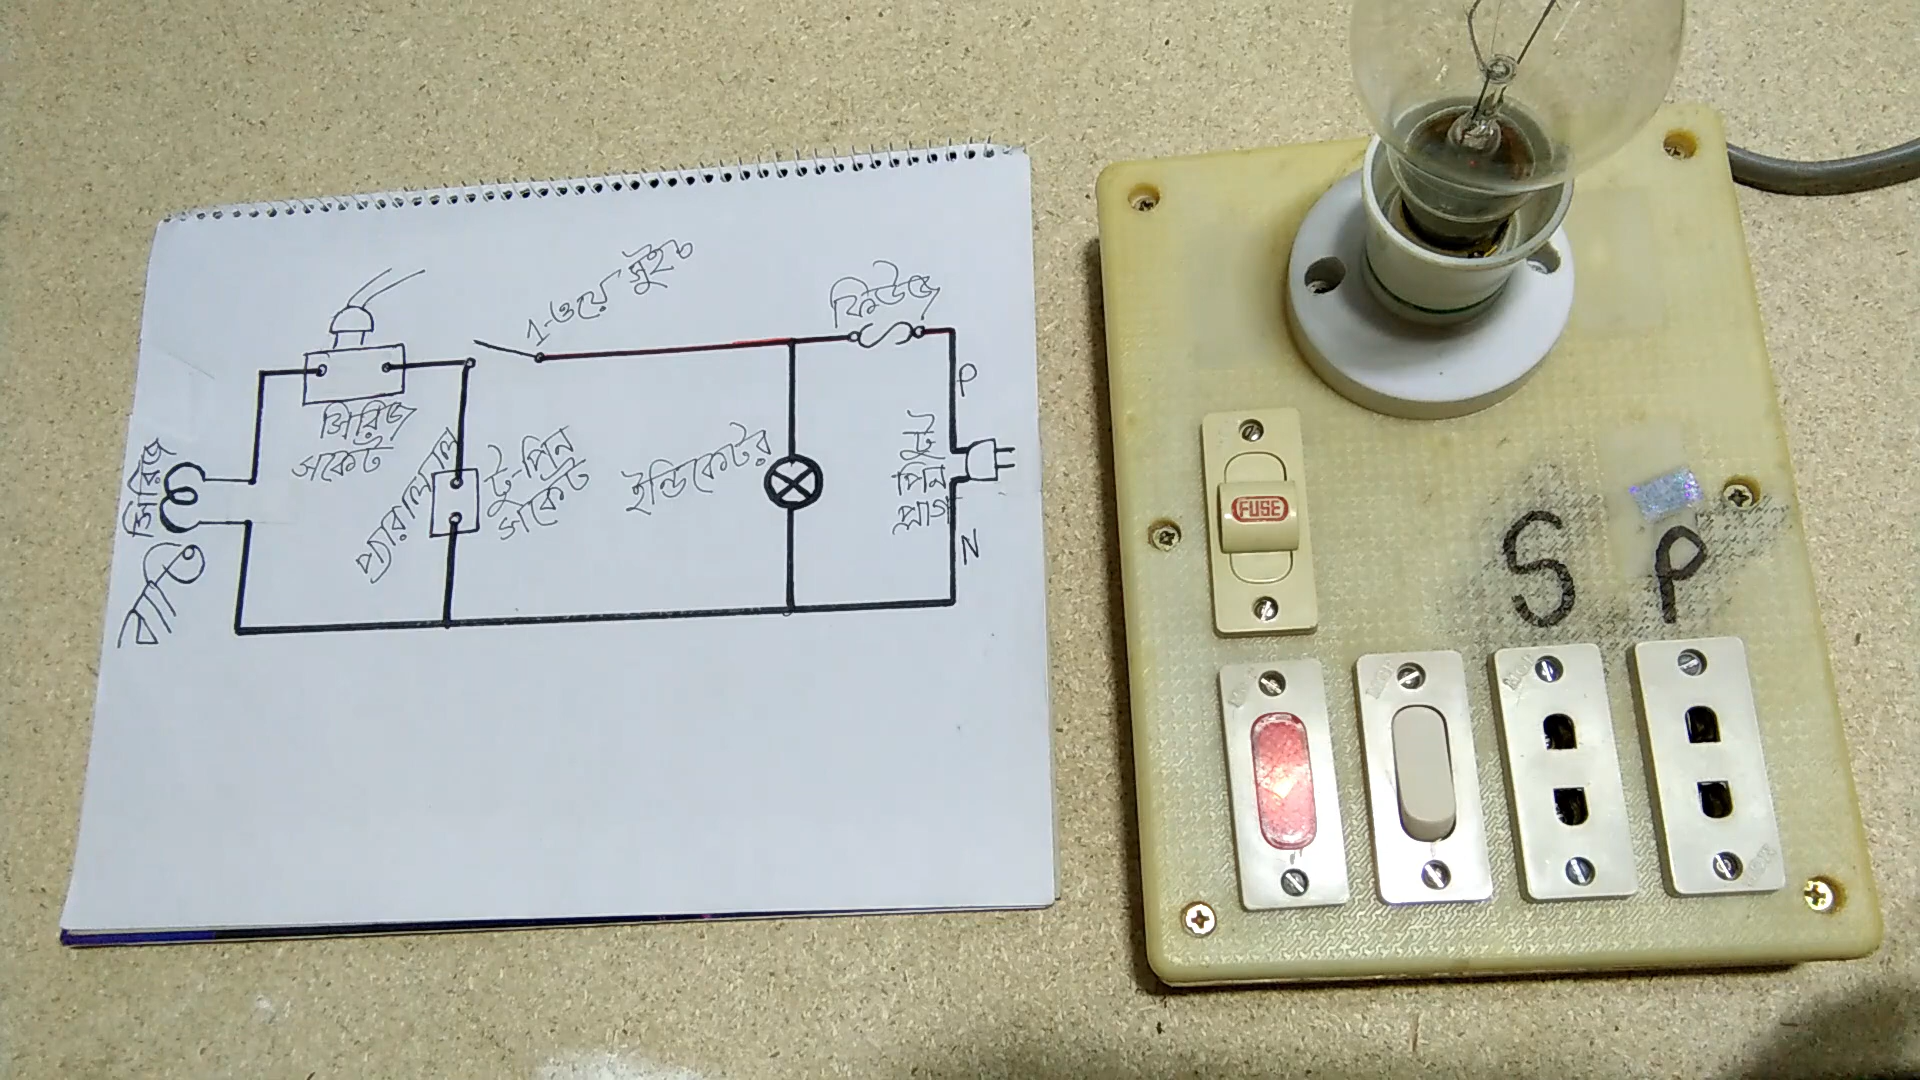 1-ওয়ে সুইচ
ফিউজ
P
সিরিজ
সকেট
প্যারালাল
টু-পিন
সকেট
ইন্ডিকেটর
টু
পিন
প্লাগ
N
সিরিজ
বাতি
FUSE
S P